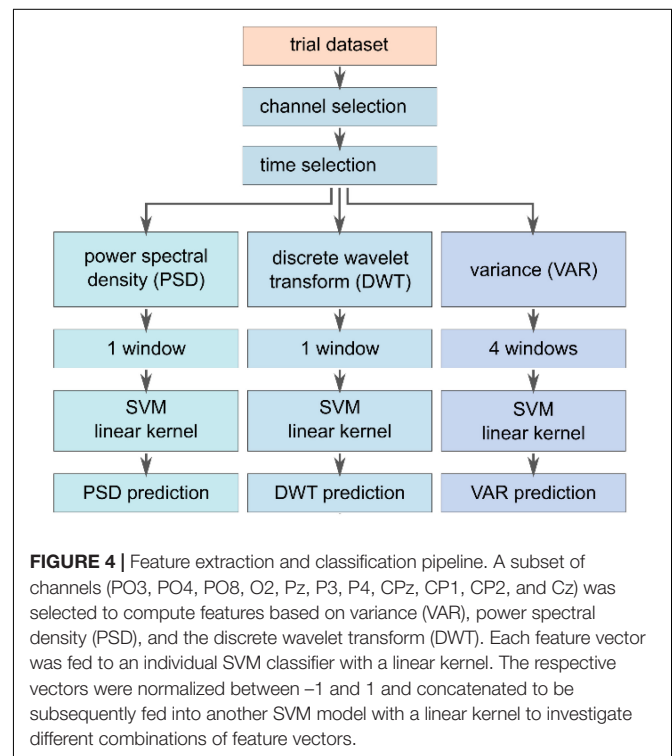 trial dataset
channel selection
time selection
power spectral
density (PSD)
discrete wavelet
transform (DWT)
variance (VAR)
1 window
1 window
4 windows
SVM
linear kernel
SVM
linear kernel
SVM
linear kernel
PSD prediction
DWT prediction
VAR prediction
FIGURE 4 | Feature extraction and classification pipeline. A subset of
channels (PO3, PO4, PO8, O2, Pz, P3, P4, CPz, CP1, CP2, and Cz) was
selected to compute features based on variance (VAR), power spectral
density (PSD), and the discrete wavelet transform (DWT). Each feature vector
was fed to an individual SVM classifier with a linear kernel. The respective
vectors were normalized between –1 and 1 and concatenated to be
subsequently fed into another SVM model with a linear kernel to investigate
different combinations of feature vectors.